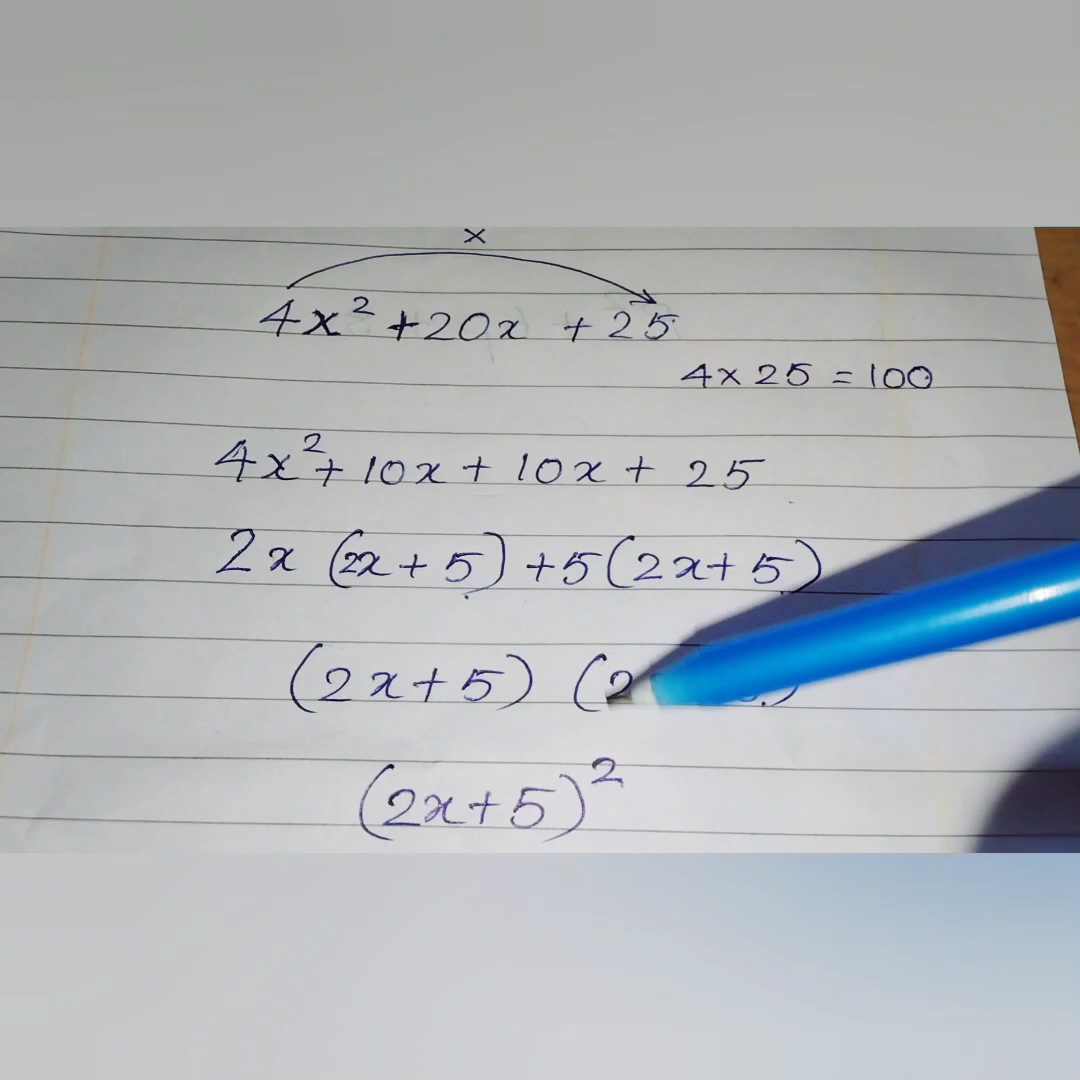 ×
4x² + 20x + 25
4 × 25 = 100
4x² + 10x + 10x + 25
2x (2x + 5) + 5 (2x + 5)
(2x + 5) (2 )
(2x + 5)²